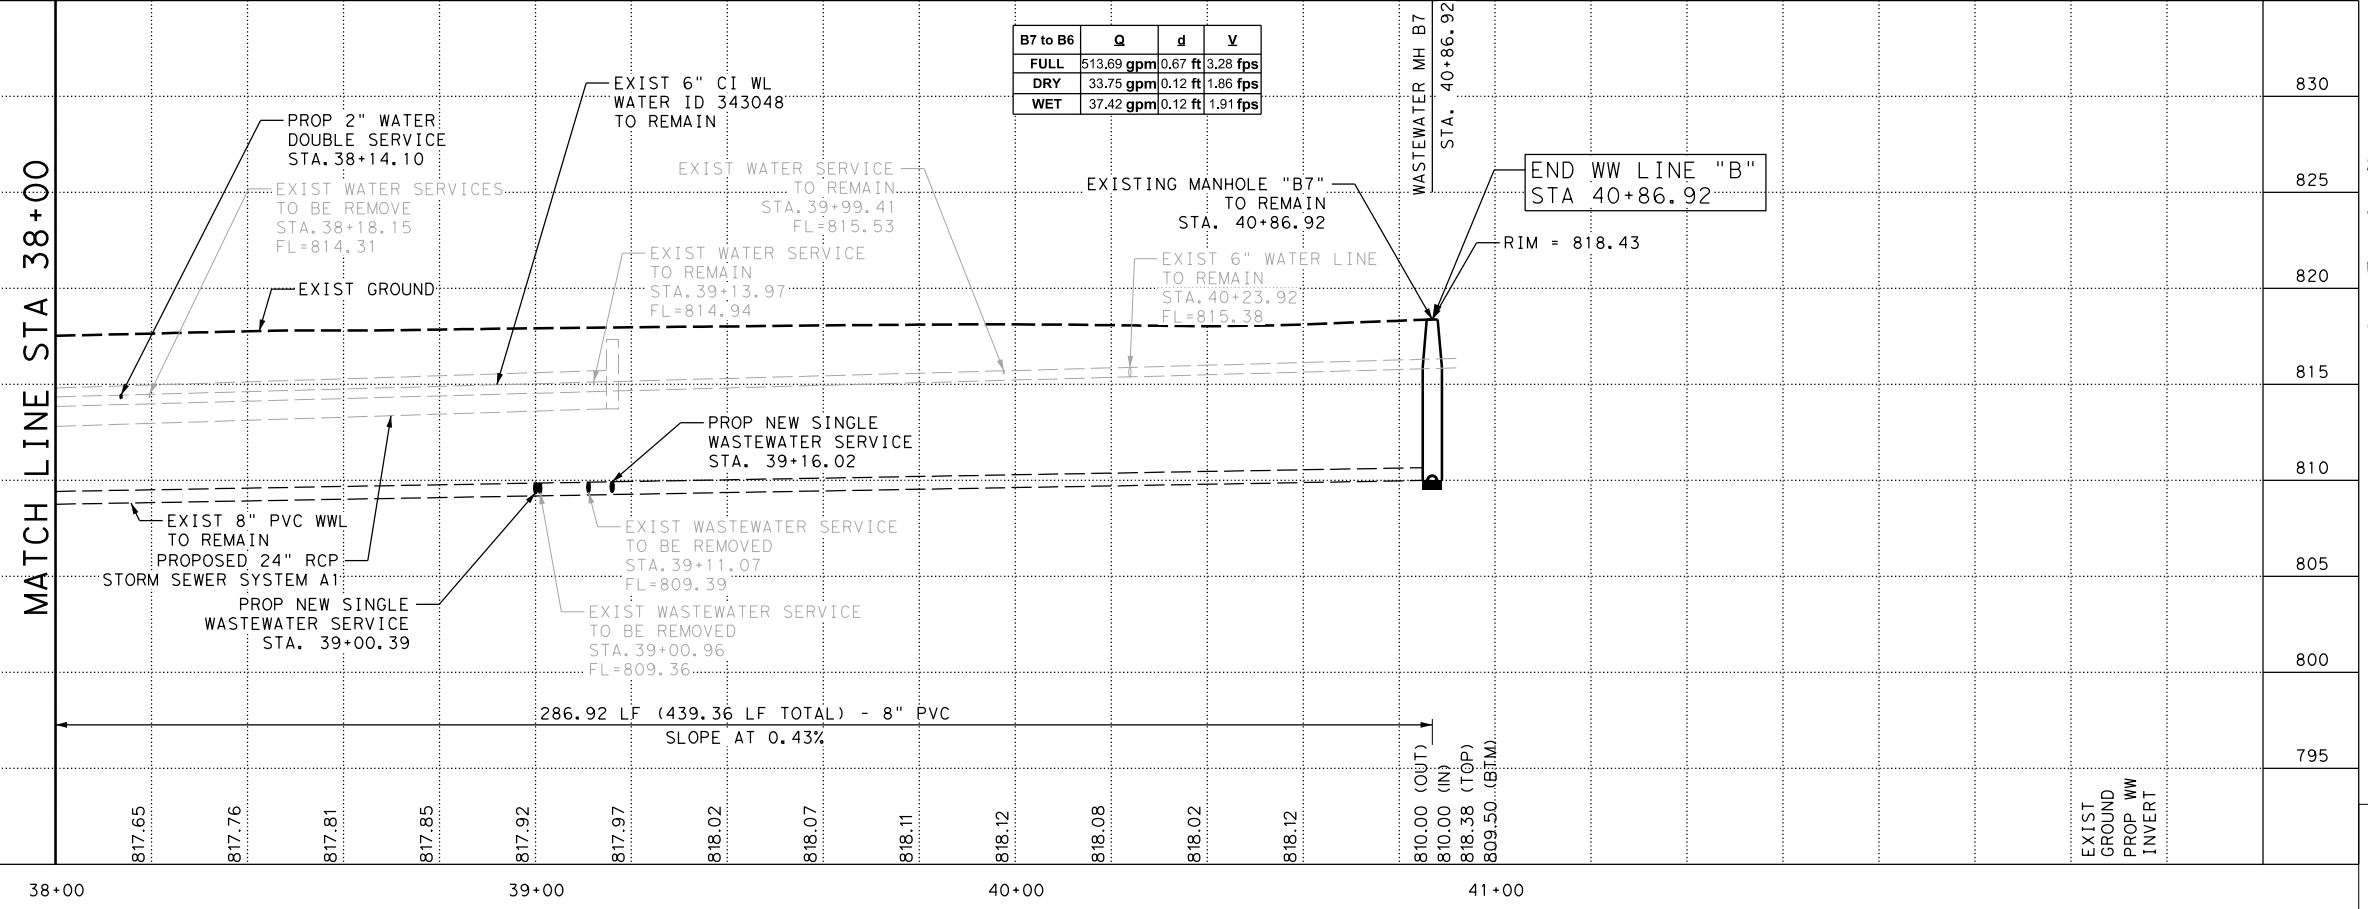 MATCH LINE STA 38+00
B7 to B6 Q d V
FULL 513.69 gpm 0.67 ft 3.28 fps
DRY 33.75 gpm 0.12 ft 1.86 fps
WET 37.42 gpm 0.12 ft 1.91 fps
WASTEWATER MH B7
STA. 40+86.92
PROP 2" WATER
DOUBLE SERVICE
STA.38+14.10
EXIST WATER SERVICES
TO BE REMOVE
STA.38+18.15
FL=814.31
EXIST GROUND
EXIST 6" CI WL
WATER ID 343048
TO REMAIN
EXIST WATER SERVICE
TO REMAIN
STA.39+99.41
FL=815.53
EXIST WATER SERVICE
TO REMAIN
STA.39+13.97
FL=814.94
EXISTING MANHOLE "B7"
TO REMAIN
STA. 40+86.92
EXIST 6" WATER LINE
TO REMAIN
STA.40+23.92
FL=815.38
END WW LINE "B"
STA 40+86.92
RIM = 818.43
PROP NEW SINGLE
WASTEWATER SERVICE
STA. 39+16.02
EXIST 8" PVC WWL
TO REMAIN
PROPOSED 24" RCP
STORM SEWER SYSTEM A1
PROP NEW SINGLE
WASTEWATER SERVICE
STA. 39+00.39
EXIST WASTEWATER SERVICE
TO BE REMOVED
STA.39+11.07
FL=809.39
EXIST WASTEWATER SERVICE
TO BE REMOVED
STA.39+00.96
FL=809.36
286.92 LF (439.36 LF TOTAL) - 8" PVC
SLOPE AT 0.43%
830
825
820
815
810
805
800
795
817.65
817.76
817.81
817.85
817.92
817.97
818.02
818.07
818.11
818.12
818.08
818.02
818.12
810.00 (OUT)
810.00 (IN)
818.38 (TOP)
809.50 (BTM)
EXIST
GROUND
PROP WW
INVERT
38+00
39+00
40+00
41+00